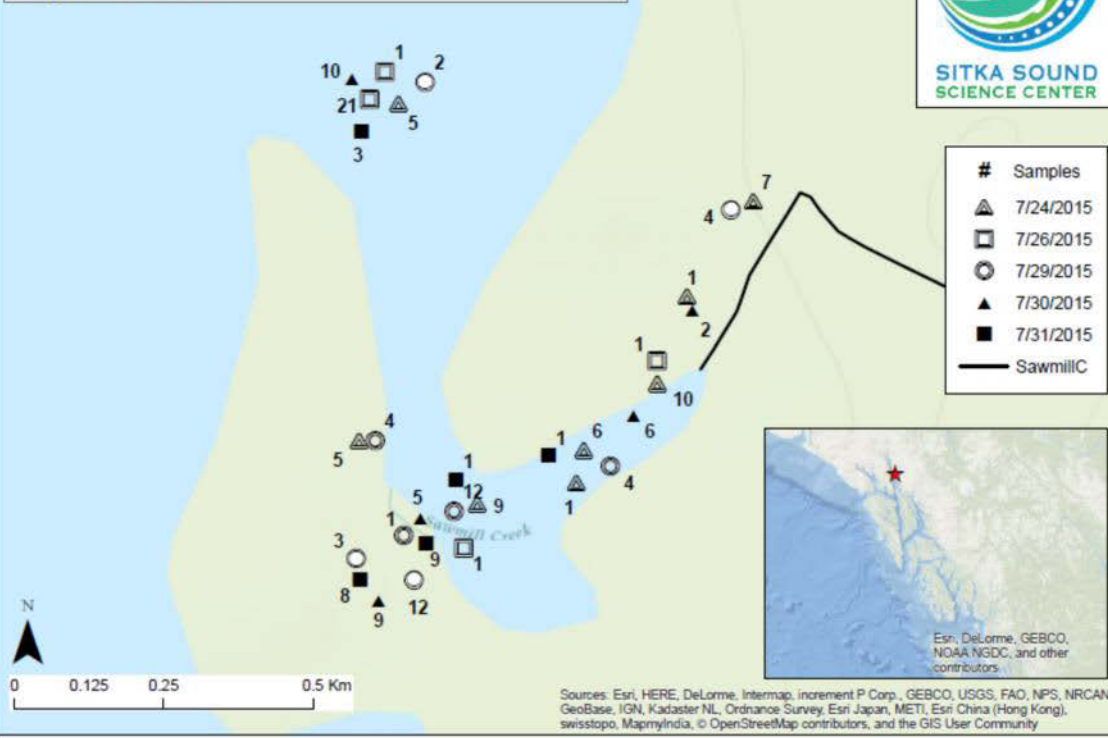 SITKA SOUND
SCIENCE CENTER
# Samples
7/24/2015
7/26/2015
7/29/2015
7/30/2015
7/31/2015
SawmillC
1
2
10
21
5
3
7
4
1
2
1
10
6
1
6
4
1
4
5
1
12
9
5
1
Sawmill Creek
9
1
3
8
9
12
N
0 0.125 0.25 0.5 Km
Esri, DeLorme, GEBCO,
NOAA NGDC, and other
contributors
Sources: Esri, HERE, DeLorme, Intermap, increment P Corp., GEBCO, USGS, FAO, NPS, NRCAN,
GeoBase, IGN, Kadaster NL, Ordnance Survey, Esri Japan, METI, Esri China (Hong Kong),
swisstopo, MapmyIndia, © OpenStreetMap contributors, and the GIS User Community